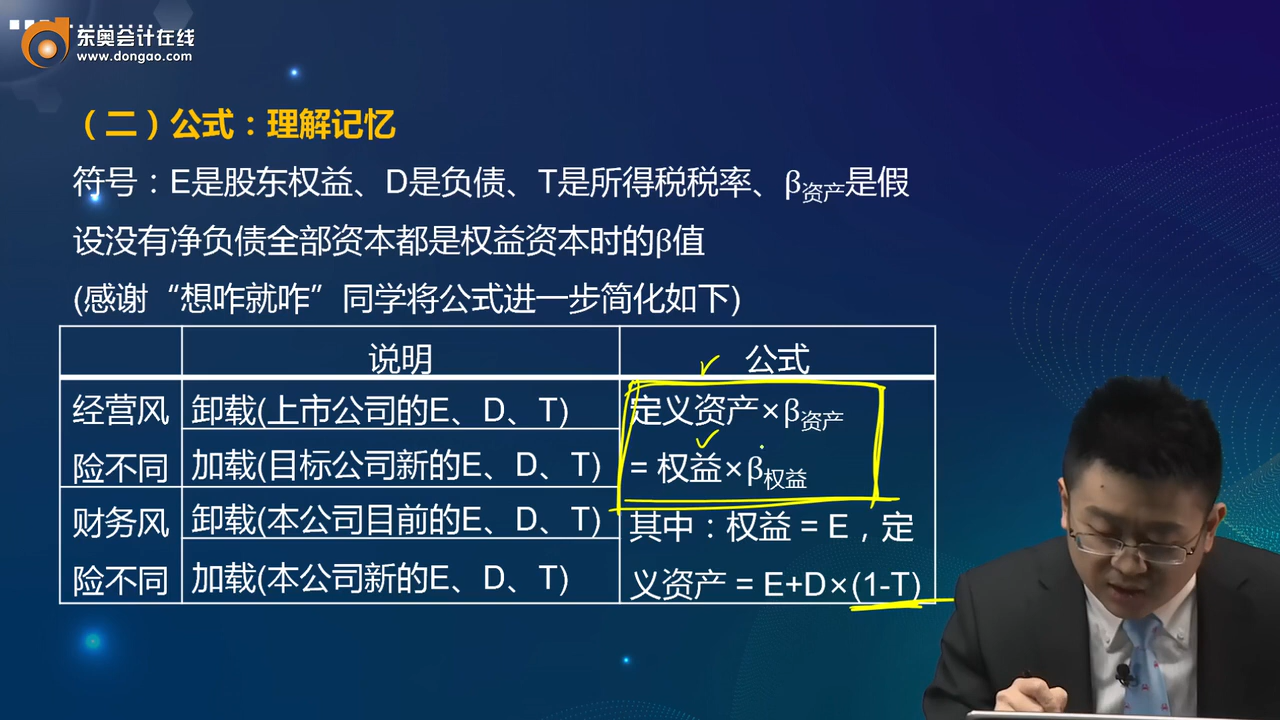 东奥会计在线
www.dongao.com
（二）公式：理解记忆
符号：E是股东权益、D是负债、T是所得税税率、β资产是假
设没有净负债全部资本都是权益资本时的β值
(感谢“想咋就咋”同学将公式进一步简化如下)
说明
公式
经营风
险不同
卸载(上市公司的E、D、T)
加载(目标公司新的E、D、T)
财务风
险不同
卸载(本公司目前的E、D、T)
加载(本公司新的E、D、T)
定义资产×β资产
= 权益×β权益
其中：权益 = E，定
义资产 = E+D×(1-T)